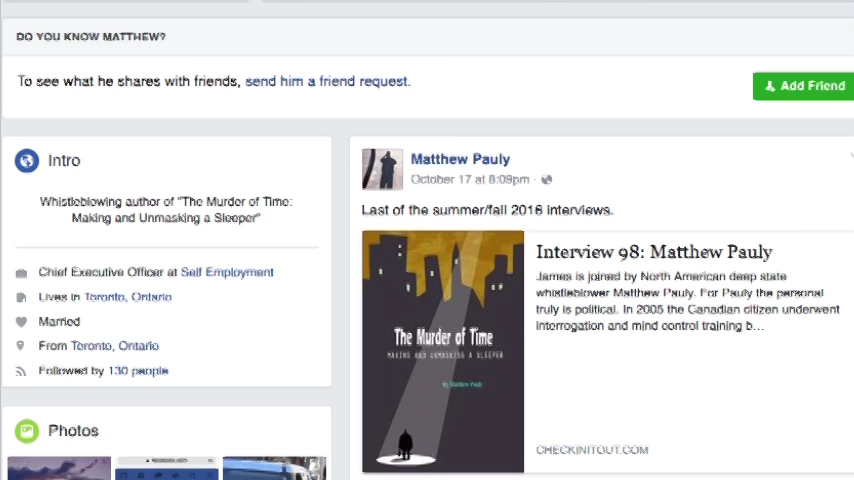 DO YOU KNOW MATTHEW?
To see what he shares with friends, send him a friend request.
Add Friend
Intro
Whistleblowing author of "The Murder of Time:
Making and Unmasking a Sleeper"
Chief Executive Officer at Self Employment
Lives in Toronto, Ontario
Married
From Toronto, Ontario
Followed by 130 people
Photos
Matthew Pauly
October 17 at 8:09pm ·
Last of the summer/fall 2016 interviews.
The Murder of Time
MAKING AND UNMASKING A SLEEPER
By Matthew Pauly
Interview 98: Matthew Pauly
James is joined by North American deep state
whistleblower Matthew Pauly. For Pauly the personal
truly is political. In 2005 the Canadian citizen underwent
interrogation and mind control training b...
CHECKINITOUT.COM